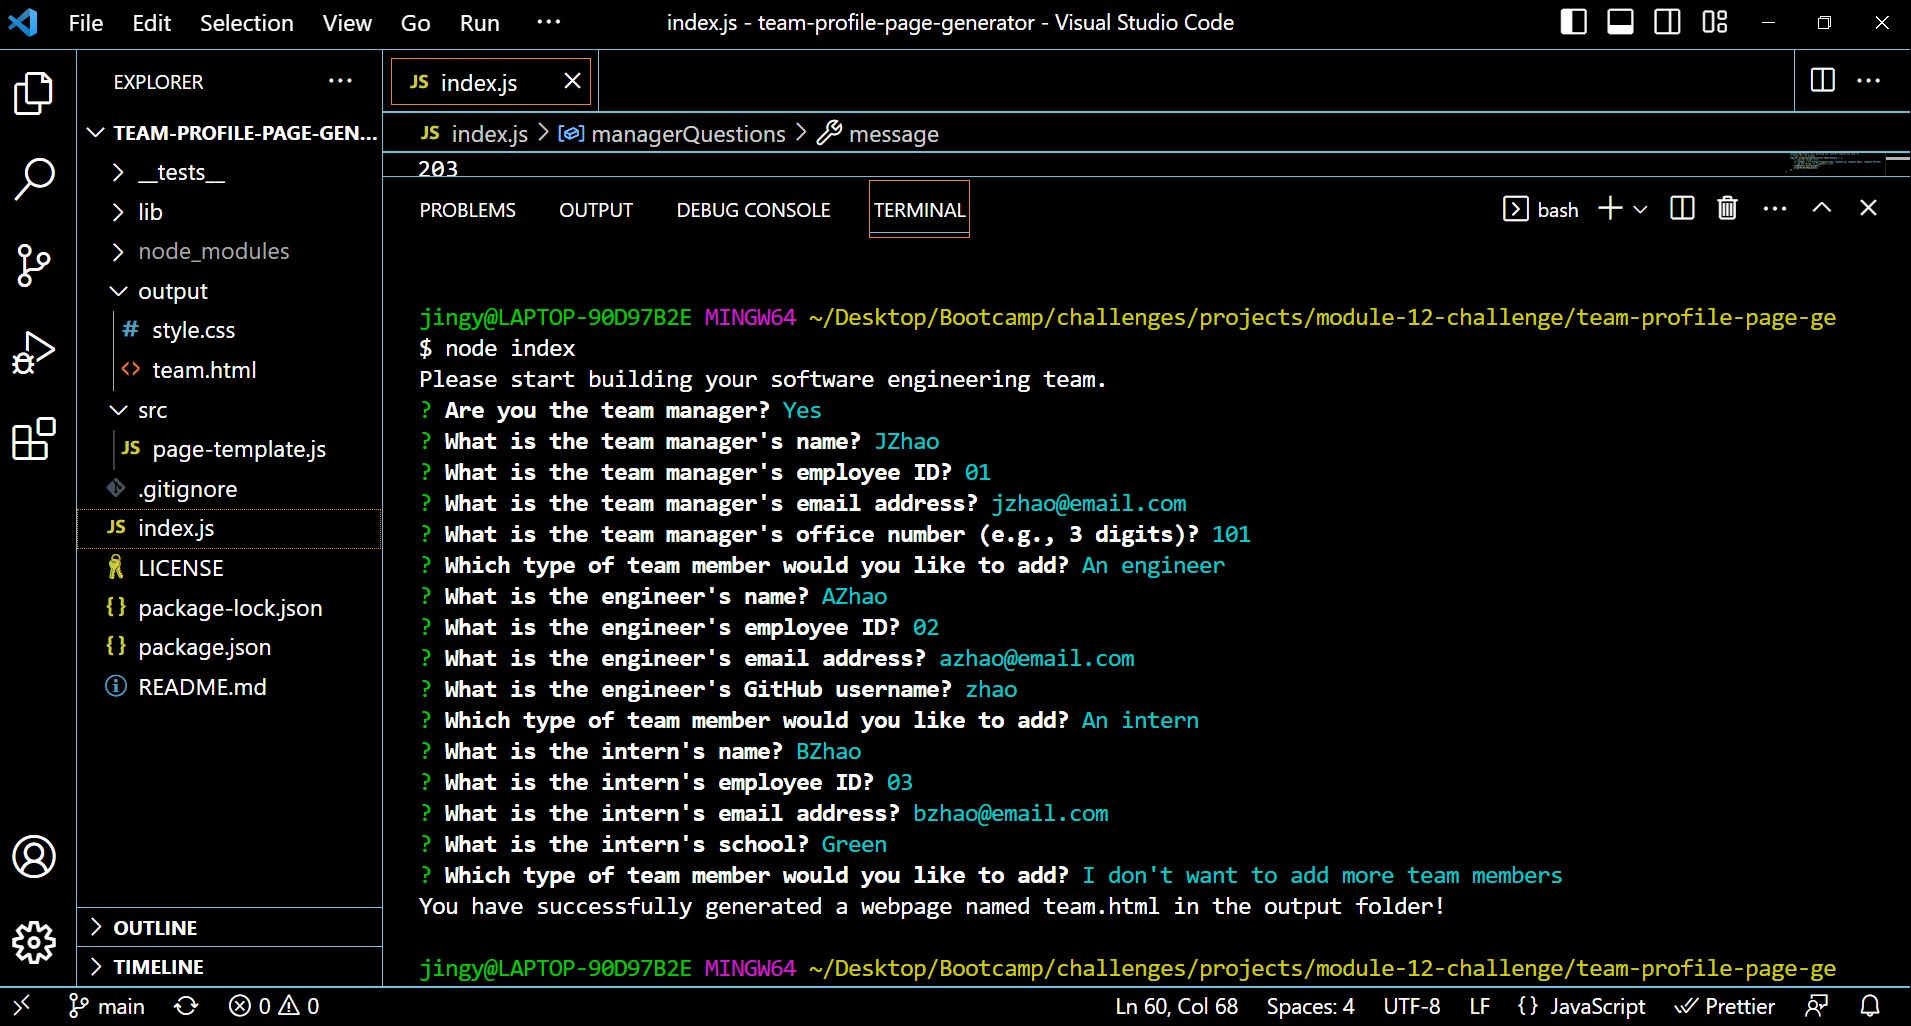 File Edit Selection View Go Run ··· index.js - team-profile-page-generator - Visual Studio Code
EXPLORER ···
JS index.js
TEAM-PROFILE-PAGE-GEN...
JS index.js > managerQuestions > message
203
__tests__
lib
node_modules
output
# style.css
<> team.html
src
JS page-template.js
.gitignore
JS index.js
LICENSE
{} package-lock.json
{} package.json
README.md
OUTLINE
TIMELINE
PROBLEMS OUTPUT DEBUG CONSOLE TERMINAL bash
jingy@LAPTOP-90D97B2E MINGW64 ~/Desktop/Bootcamp/challenges/projects/module-12-challenge/team-profile-page-ge
$ node index
Please start building your software engineering team.
? Are you the team manager? Yes
? What is the team manager's name? JZhao
? What is the team manager's employee ID? 01
? What is the team manager's email address? jzhao@email.com
? What is the team manager's office number (e.g., 3 digits)? 101
? Which type of team member would you like to add? An engineer
? What is the engineer's name? AZhao
? What is the engineer's employee ID? 02
? What is the engineer's email address? azhao@email.com
? What is the engineer's GitHub username? zhao
? Which type of team member would you like to add? An intern
? What is the intern's name? BZhao
? What is the intern's employee ID? 03
? What is the intern's email address? bzhao@email.com
? What is the intern's school? Green
? Which type of team member would you like to add? I don't want to add more team members
You have successfully generated a webpage named team.html in the output folder!
jingy@LAPTOP-90D97B2E MINGW64 ~/Desktop/Bootcamp/challenges/projects/module-12-challenge/team-profile-page-ge
main 0 0 Ln 60, Col 68 Spaces: 4 UTF-8 LF {} JavaScript Prettier